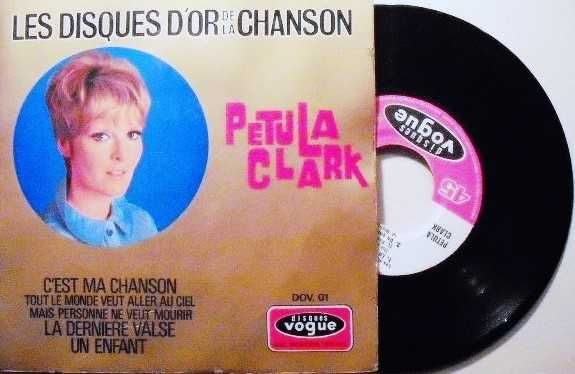 LES DISQUES D'OR DE LA CHANSON
PETULA
CLARK
C'EST MA CHANSON
TOUT LE MONDE VEUT ALLER AU CIEL
MAIS PERSONNE NE VEUT MOURIR
LA DERNIERE VALSE
UN ENFANT
DOV. 01
disques
vogue
disques
vogue
45
PETULA
CLARK